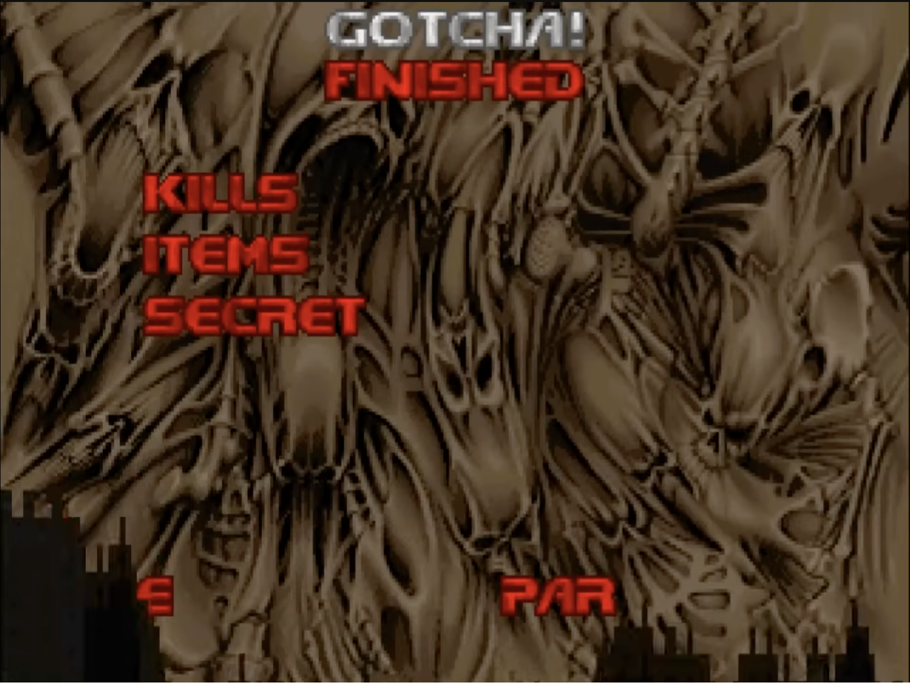 GOTCHA!
FINISHED
KILLS
ITEMS
SECRET
E PAR